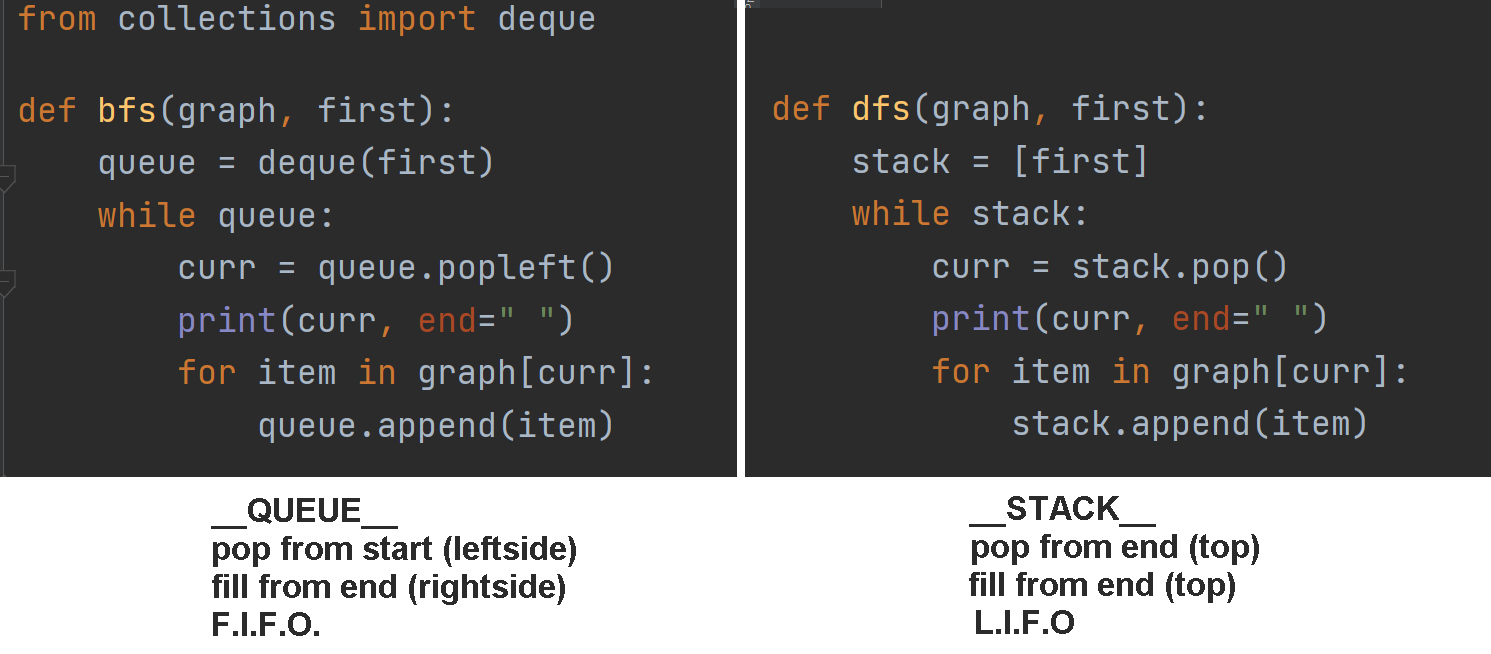 from collections import deque
def bfs(graph, first):
    queue = deque(first)
    while queue:
        curr = queue.popleft()
        print(curr, end=" ")
        for item in graph[curr]:
            queue.append(item)
__QUEUE__
pop from start (leftside)
fill from end (rightside)
F.I.F.O.
def dfs(graph, first):
    stack = [first]
    while stack:
        curr = stack.pop()
        print(curr, end=" ")
        for item in graph[curr]:
            stack.append(item)
__STACK__
pop from end (top)
fill from end (top)
L.I.F.O